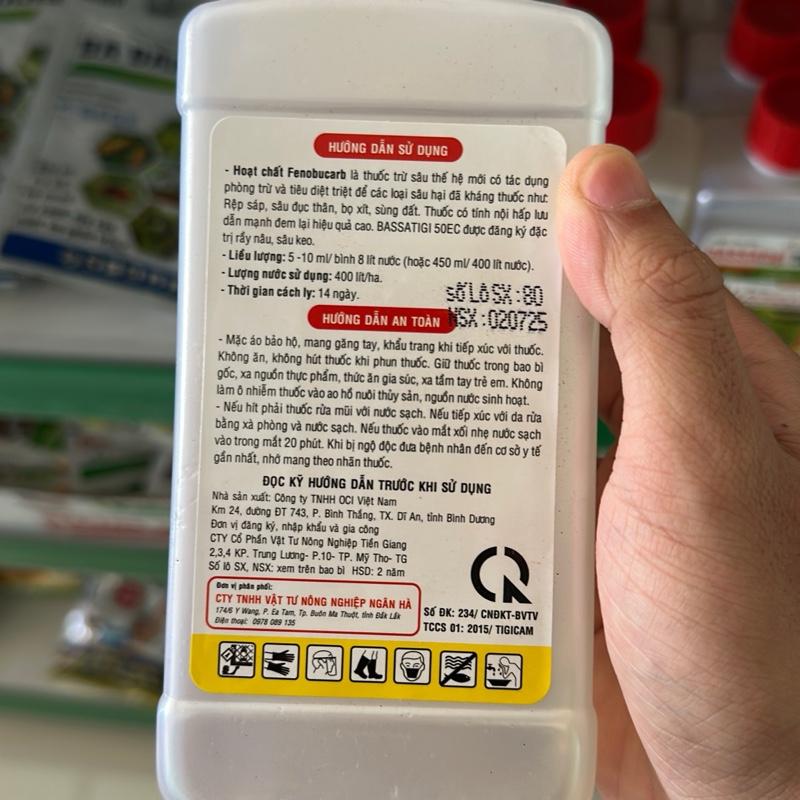 HƯỚNG DẪN SỬ DỤNG
- Hoạt chất Fenobucarb là thuốc trừ sâu thế hệ mới có tác dụng
phòng trừ và tiêu diệt triệt để các loại sâu hại đã kháng thuốc như:
Rệp sáp, sâu đục thân, bọ xít, sùng đất. Thuốc có tính nội hấp lưu
dẫn mạnh đem lại hiệu quả cao. BASSATIGI 50EC được đăng ký đặc
trị rầy nâu, sâu keo.
- Liều lượng: 5 -10 ml/ bình 8 lít nước (hoặc 450 ml/ 400 lít nước).
- Lượng nước sử dụng: 400 lít/ha.
- Thời gian cách ly: 14 ngày.
Số LÔ SX : 80
NSX : 020725
HƯỚNG DẪN AN TOÀN
- Mặc áo bảo hộ, mang găng tay, khẩu trang khi tiếp xúc với thuốc.
Không ăn, không hút thuốc khi phun thuốc. Giữ thuốc trong bao bì
gốc, xa nguồn thực phẩm, thức ăn gia súc, xa tầm tay trẻ em. Không
làm ô nhiễm thuốc vào ao hồ nuôi thủy sản, nguồn nước sinh hoạt.
- Nếu hít phải thuốc rửa mũi với nước sạch. Nếu tiếp xúc với da rửa
bằng xà phòng và nước sạch. Nếu thuốc vào mắt xối nhẹ nước sạch
vào trong mắt 20 phút. Khi bị ngộ độc đưa bệnh nhân đến cơ sở y tế
gần nhất, nhớ mang theo nhãn thuốc.
ĐỌC KỸ HƯỚNG DẪN TRƯỚC KHI SỬ DỤNG
Nhà sản xuất: Công ty TNHH OCI Việt Nam
Km 24, đường ĐT 743, P. Bình Thắng, TX. Dĩ An, tỉnh Bình Dương
Đơn vị đăng ký, nhập khẩu và gia công
CTY Cổ Phần Vật Tư Nông Nghiệp Tiền Giang
2,3,4 KP. Trung Lương- P.10- TP. Mỹ Tho- TG
Số lô SX, NSX: xem trên bao bì HSD: 2 năm
Đơn vị phân phối:
CTY TNHH VẬT TƯ NÔNG NGHIỆP NGÂN HÀ
174/6 Y Wang, P. Ea Tam, Tp. Buôn Ma Thuột, tỉnh Đắk Lắk
Điện thoại: 0978 089 135
Số ĐK: 234/ CNĐKT-BVTV
TCCS 01: 2015/ TIGICAM